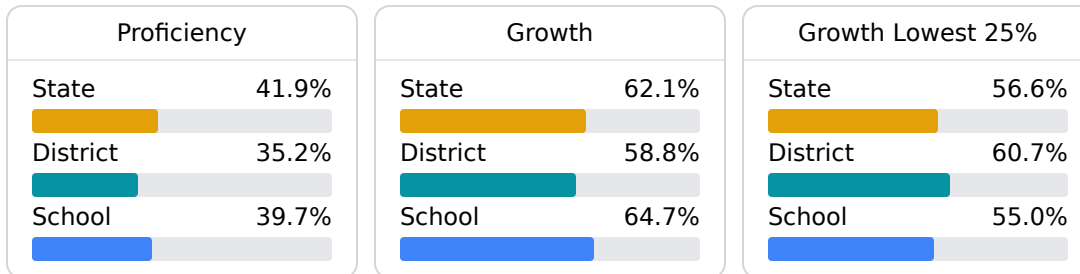 Proficiency
State 41.9%
District 35.2%
School 39.7%
Growth
State 62.1%
District 58.8%
School 64.7%
Growth Lowest 25%
State 56.6%
District 60.7%
School 55.0%